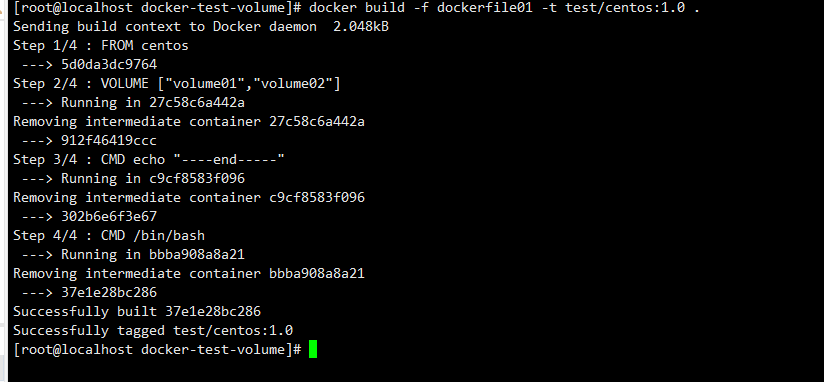 [root@localhost docker-test-volume]# docker build -f dockerfile01 -t test/centos:1.0 .
Sending build context to Docker daemon  2.048kB
Step 1/4 : FROM centos
 ---> 5d0da3dc9764
Step 2/4 : VOLUME ["volume01","volume02"]
 ---> Running in 27c58c6a442a
Removing intermediate container 27c58c6a442a
 ---> 912f46419ccc
Step 3/4 : CMD echo "----end-----"
 ---> Running in c9cf8583f096
Removing intermediate container c9cf8583f096
 ---> 302b6e6f3e67
Step 4/4 : CMD /bin/bash
 ---> Running in bbba908a8a21
Removing intermediate container bbba908a8a21
 ---> 37e1e28bc286
Successfully built 37e1e28bc286
Successfully tagged test/centos:1.0
[root@localhost docker-test-volume]#